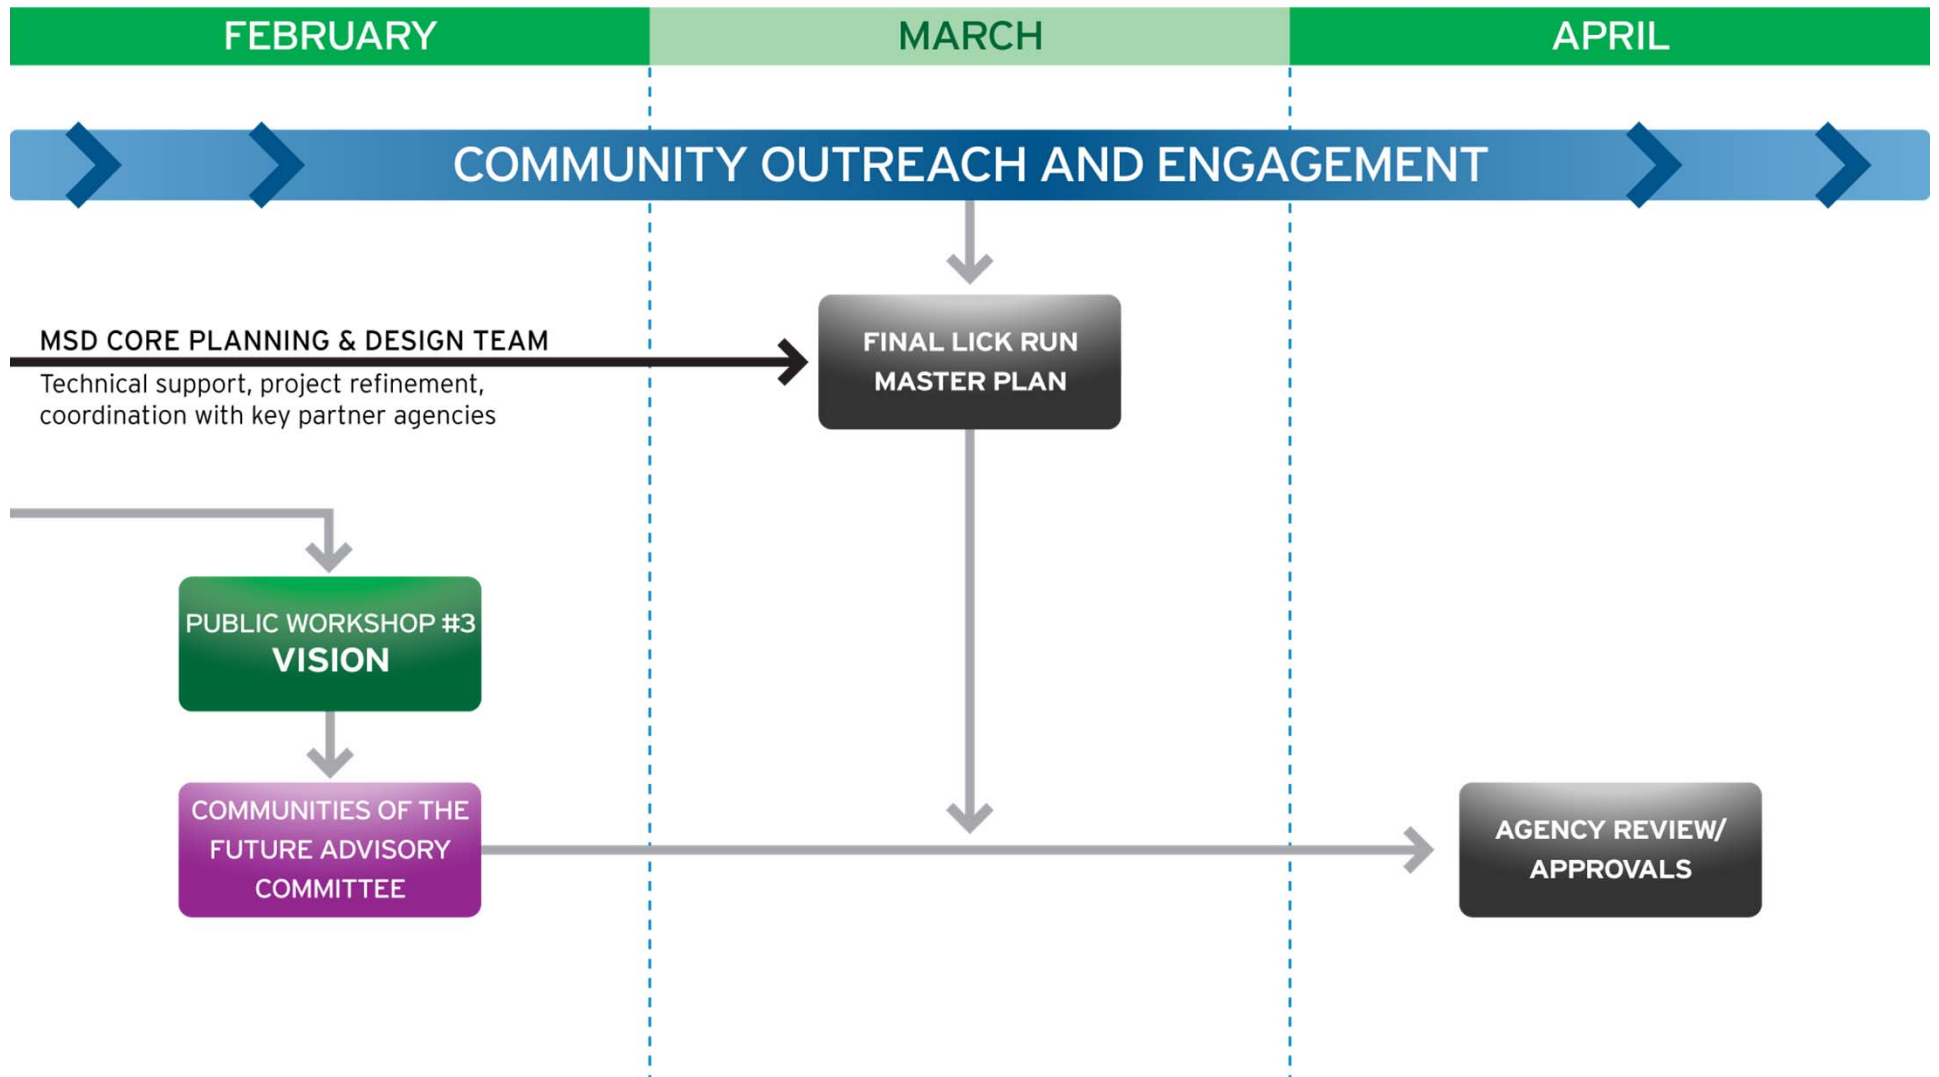 FEBRUARY
MARCH
APRIL
COMMUNITY OUTREACH AND ENGAGEMENT
MSD CORE PLANNING & DESIGN TEAM
Technical support, project refinement,
coordination with key partner agencies
FINAL LICK RUN
MASTER PLAN
PUBLIC WORKSHOP #3
VISION
COMMUNITIES OF THE
FUTURE ADVISORY
COMMITTEE
AGENCY REVIEW/
APPROVALS